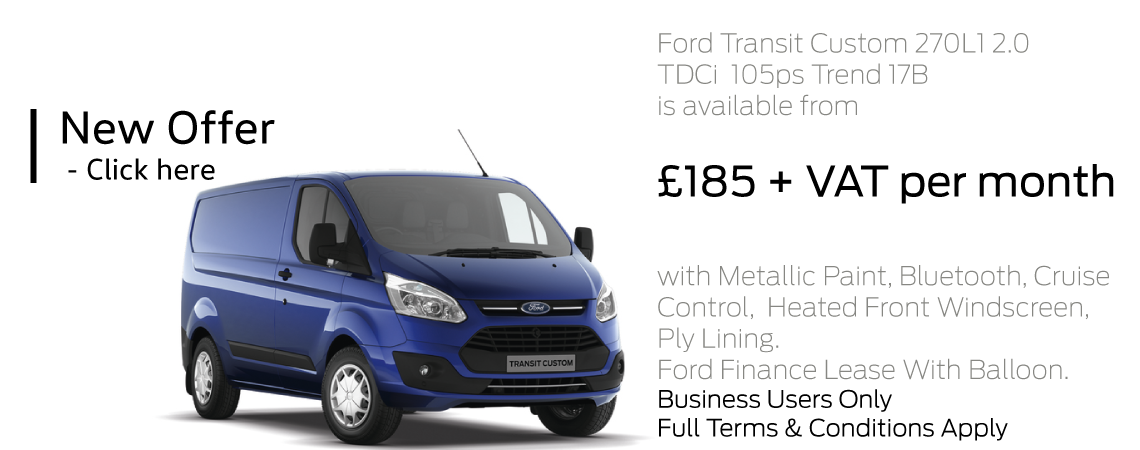 New Offer
- Click here
Ford Transit Custom 270L1 2.0
TDCi 105ps Trend 17B
is available from
£185 + VAT per month
with Metallic Paint, Bluetooth, Cruise
Control, Heated Front Windscreen,
Ply Lining.
Ford Finance Lease With Balloon.
Business Users Only
Full Terms & Conditions Apply
Ford
TRANSIT CUSTOM